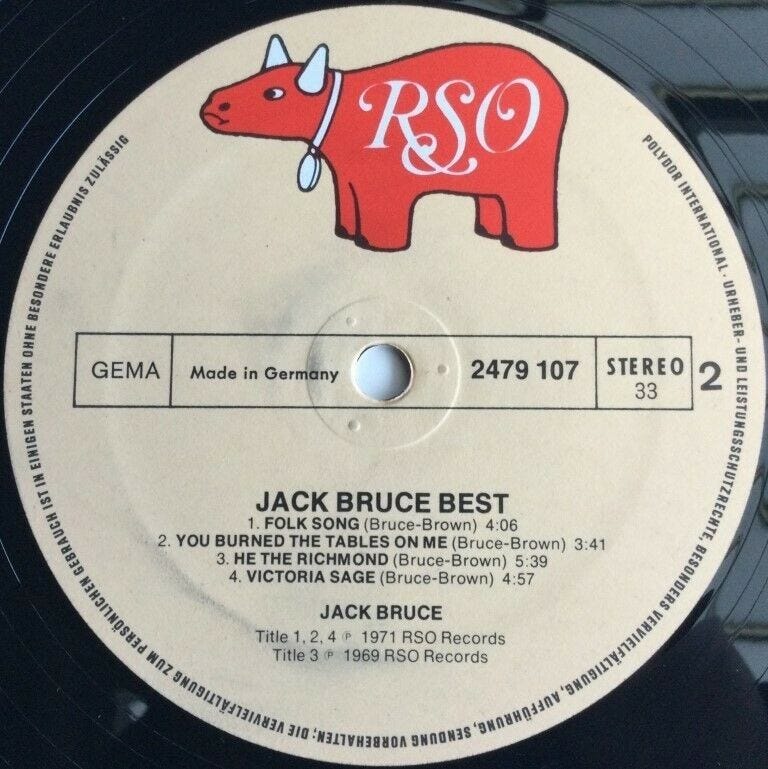 RSO
GEMA
Made in Germany
2479 107
STEREO
33
2
JACK BRUCE BEST
1. FOLK SONG (Bruce-Brown) 4:06
2. YOU BURNED THE TABLES ON ME (Bruce-Brown) 3:41
3. HE THE RICHMOND (Bruce-Brown) 5:39
4. VICTORIA SAGE (Bruce-Brown) 4:57
JACK BRUCE
Title 1, 2, 4 ℗ 1971 RSO Records
Title 3 ℗ 1969 RSO Records
POLYDOR INTERNATIONAL · URHEBER- UND LEISTUNGSSCHUTZRECHTE, BESONDERS VERVIELFÄLTIGUNG, AUFFÜHRUNG, SENDUNG VORBEHALTEN; DIE VERVIELFÄLTIGUNG ZUM PERSÖNLICHEN GEBRAUCH IST IN EINIGEN STAATEN OHNE BESONDERE ERLAUBNIS ZULÄSSIG